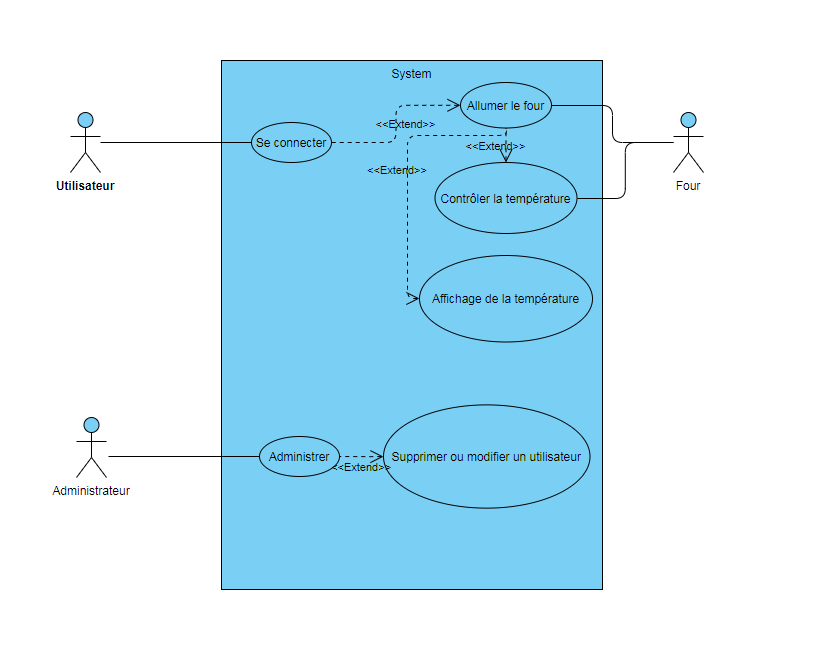 System
Allumer le four
<<Extend>>
Se connecter
<<Extend>>
<<Extend>>
Utilisateur
Four
Contrôler la température
Affichage de la température
Administrer
Supprimer ou modifier un utilisateur
<<Extend>>
Administrateur